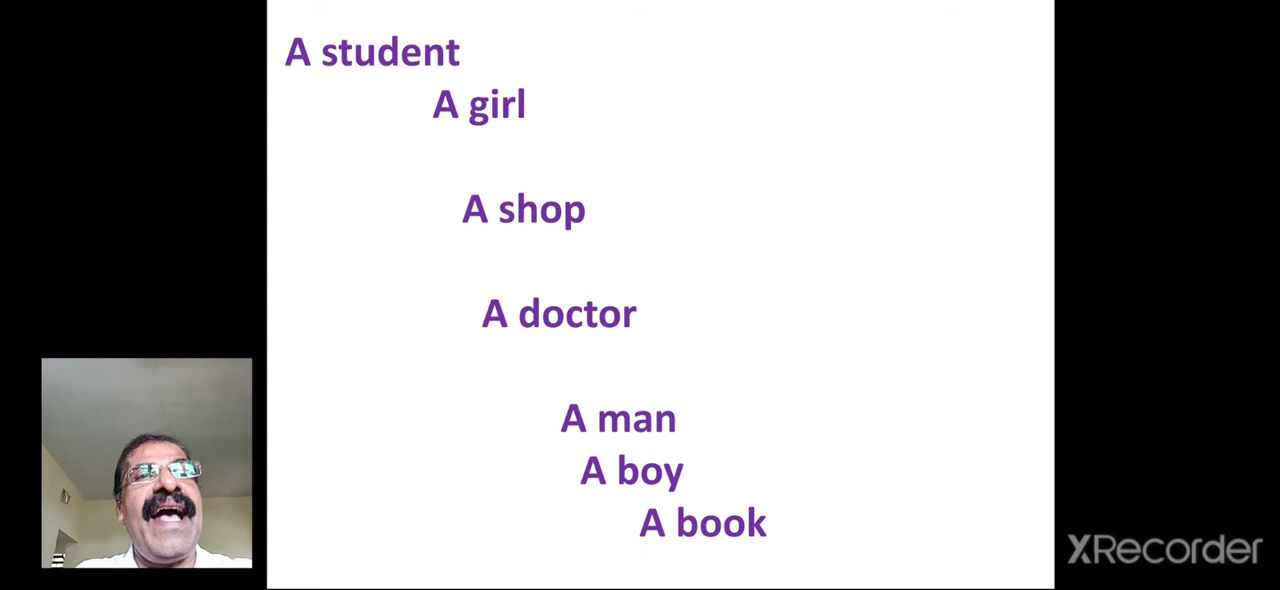 A student
A girl
A shop
A doctor
A man
A boy
A book
XRecorder